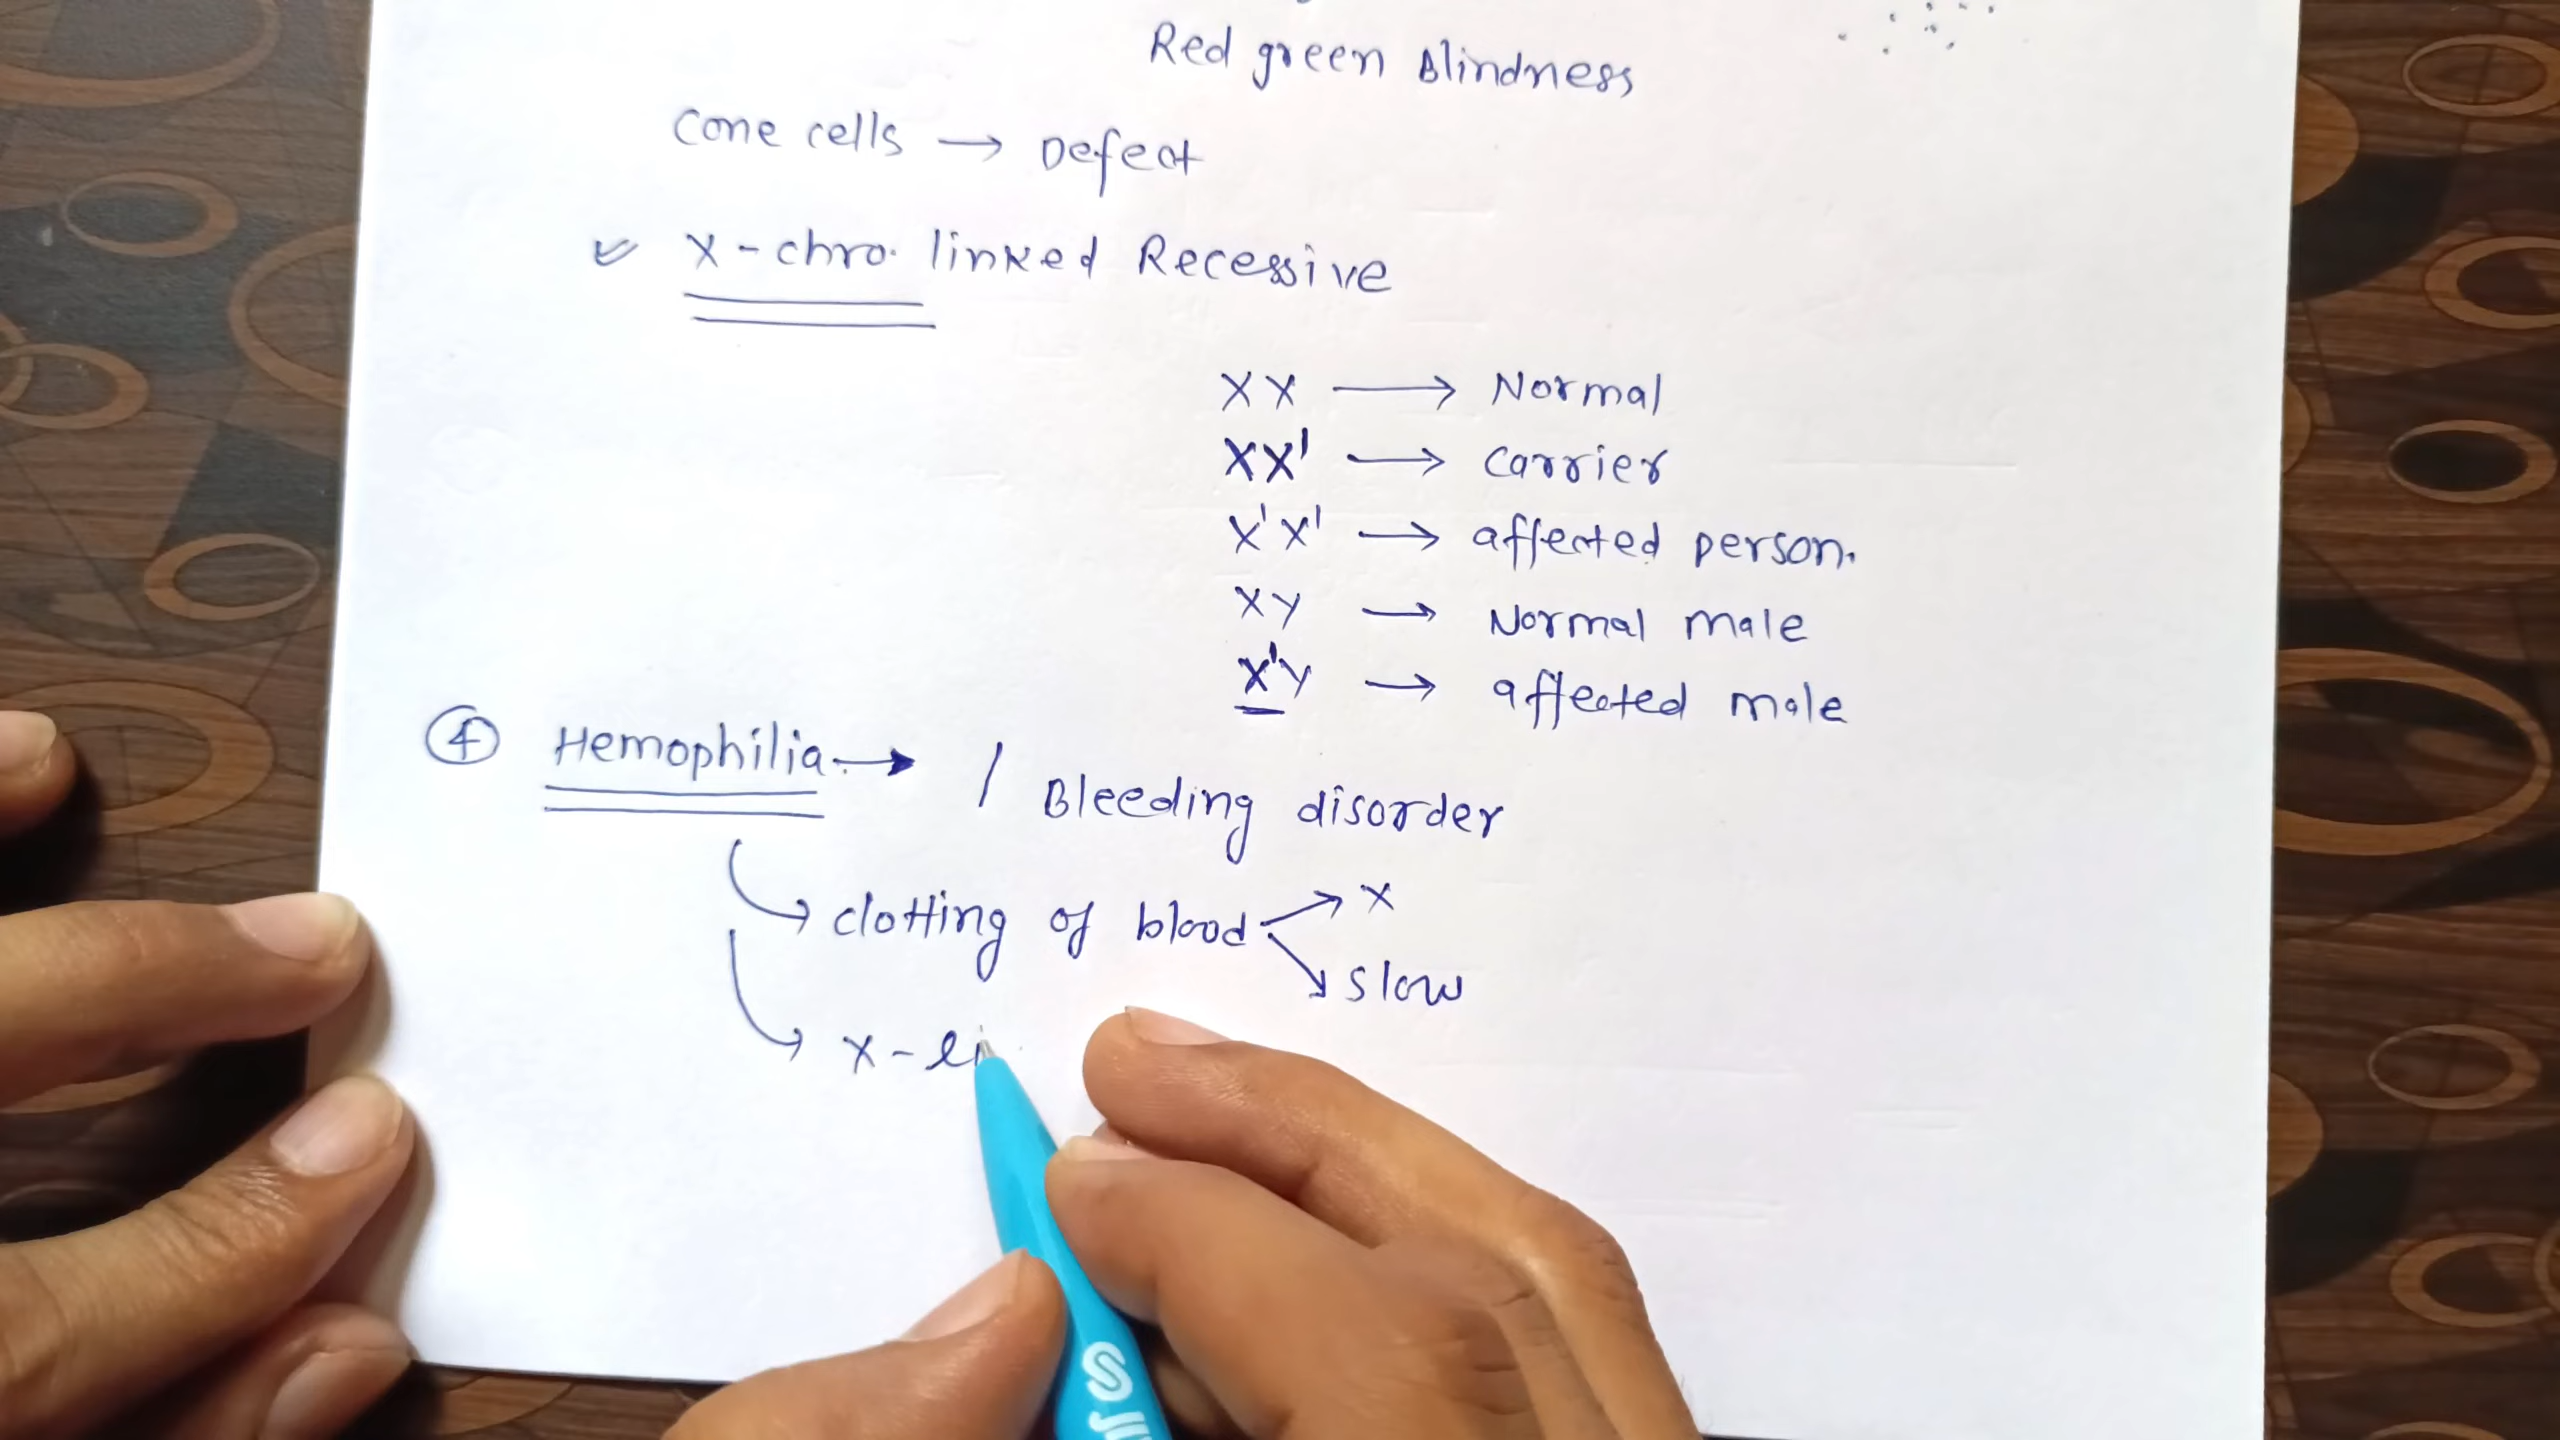 Red green Blindness
Cone cells → Defect
✓ X - chro. linked Recessive
XX → Normal
XX' → carrier
X'X' → affected person.
XY → Normal male
X'Y → affected male
④ Hemophilia. → / Bleeding disorder
↳ clotting of blood → x
↘ slow
↳ X - li